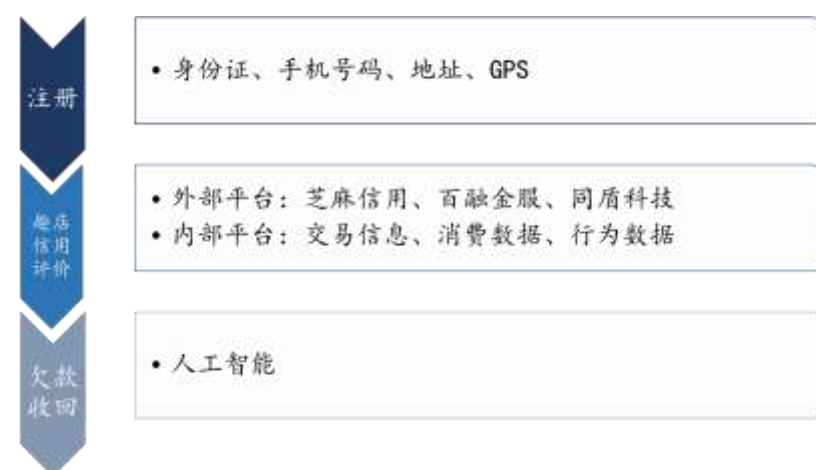 注册
• 身份证、手机号码、地址、GPS
趣店
信用
评价
• 外部平台：芝麻信用、百融金服、同盾科技
• 内部平台：交易信息、消费数据、行为数据
欠款
收回
• 人工智能